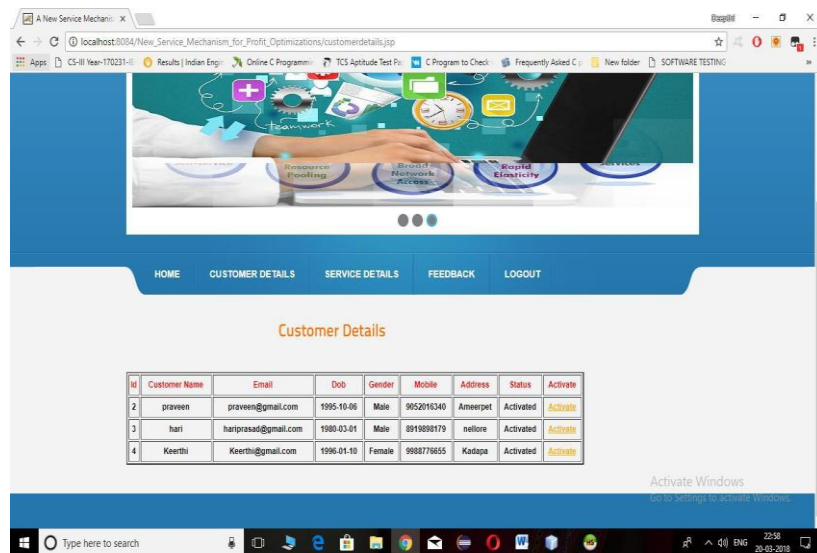 A New Service Mechanis
localhost:8084/New_Service_Mechanism_for_Profit_Optimizations/customerdetails.jsp
Apps CS-III Year-170231- Results | Indian Engi Online C Programmi TCS Aptitude Test Pa C Program to Check Frequently Asked C p New folder SOFTWARE TESTING
teamwork
Resource Pooling
Broad Network Access
Rapid Elasticity
Services
HOME CUSTOMER DETAILS SERVICE DETAILS FEEDBACK LOGOUT
Customer Details
Id Customer Name Email Dob Gender Mobile Address Status Activate
2 praveen praveen@gmail.com 1995-10-06 Male 9052016340 Ameerpet Activated Activate
3 hari hariprasad@gmail.com 1980-03-01 Male 8919898179 nellore Activated Activate
4 Keerthi Keerthi@gmail.com 1996-01-10 Female 9988776655 Kadapa Activated Activate
Activate Windows
Go to Settings to activate Windows.
Type here to search
ENG
22:58
20-03-2018